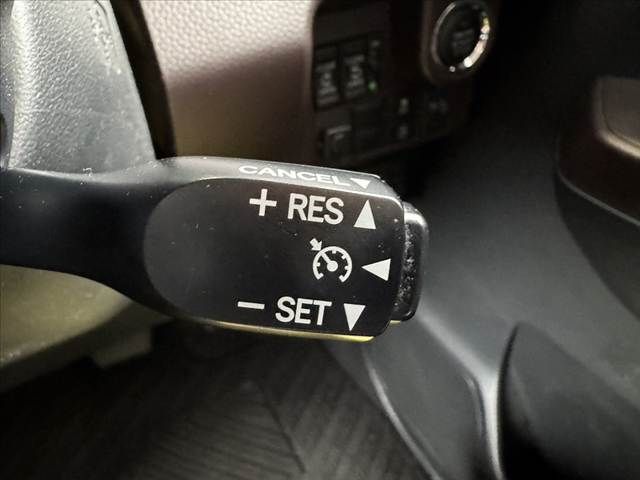 CANCEL▼
+ RES ▲
◀
− SET ▼